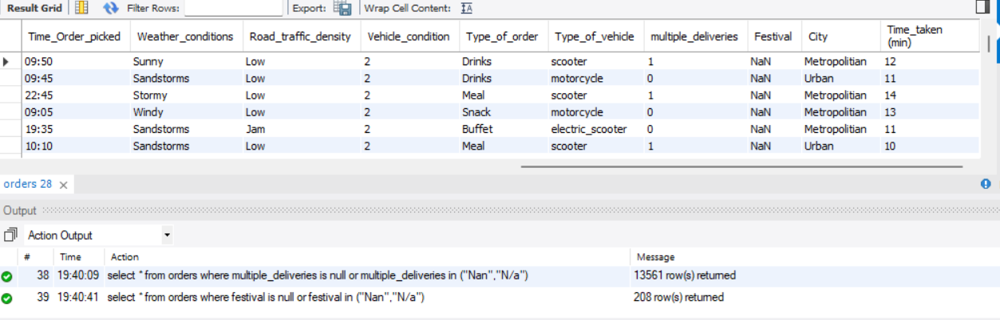 Result Grid Filter Rows: Export: Wrap Cell Content:
Time_Order_picked Weather_conditions Road_traffic_density Vehicle_condition Type_of_order Type_of_vehicle multiple_deliveries Festival City Time_taken (min)
09:50 Sunny Low 2 Drinks scooter 1 NaN Metropolitian 12
09:45 Sandstorms Low 2 Drinks motorcycle 0 NaN Urban 11
22:45 Stormy Low 2 Meal scooter 1 NaN Metropolitian 14
09:05 Windy Low 2 Snack motorcycle 0 NaN Metropolitian 13
19:35 Sandstorms Jam 2 Buffet electric_scooter 0 NaN Metropolitian 11
10:10 Sandstorms Low 2 Meal scooter 1 NaN Urban 10
orders 28
Output
Action Output
# Time Action Message
38 19:40:09 select * from orders where multiple_deliveries is null or multiple_deliveries in ("Nan","N/a") 13561 row(s) returned
39 19:40:41 select * from orders where festival is null or festival in ("Nan","N/a") 208 row(s) returned